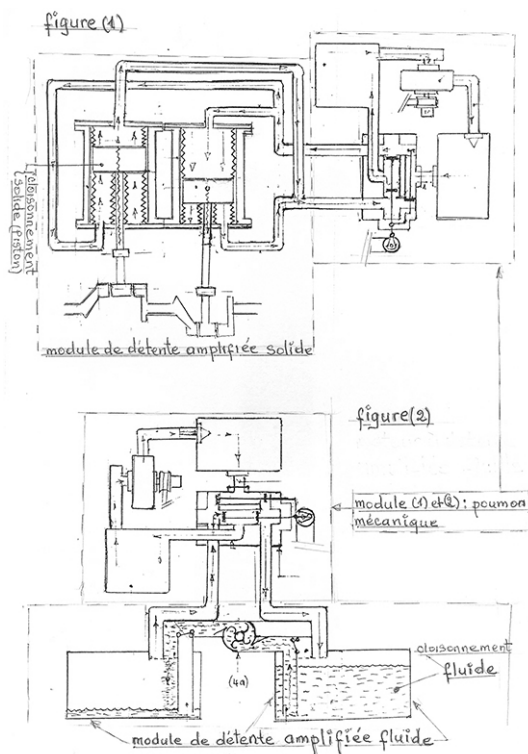 figure(1)
cloisonnement
solide (piston)
module de détente amplifiée solide
figure(2)
module (1) et (2) : poumon
mécanique
cloisonnement
fluide
(4a)
module de détente amplifiée fluide